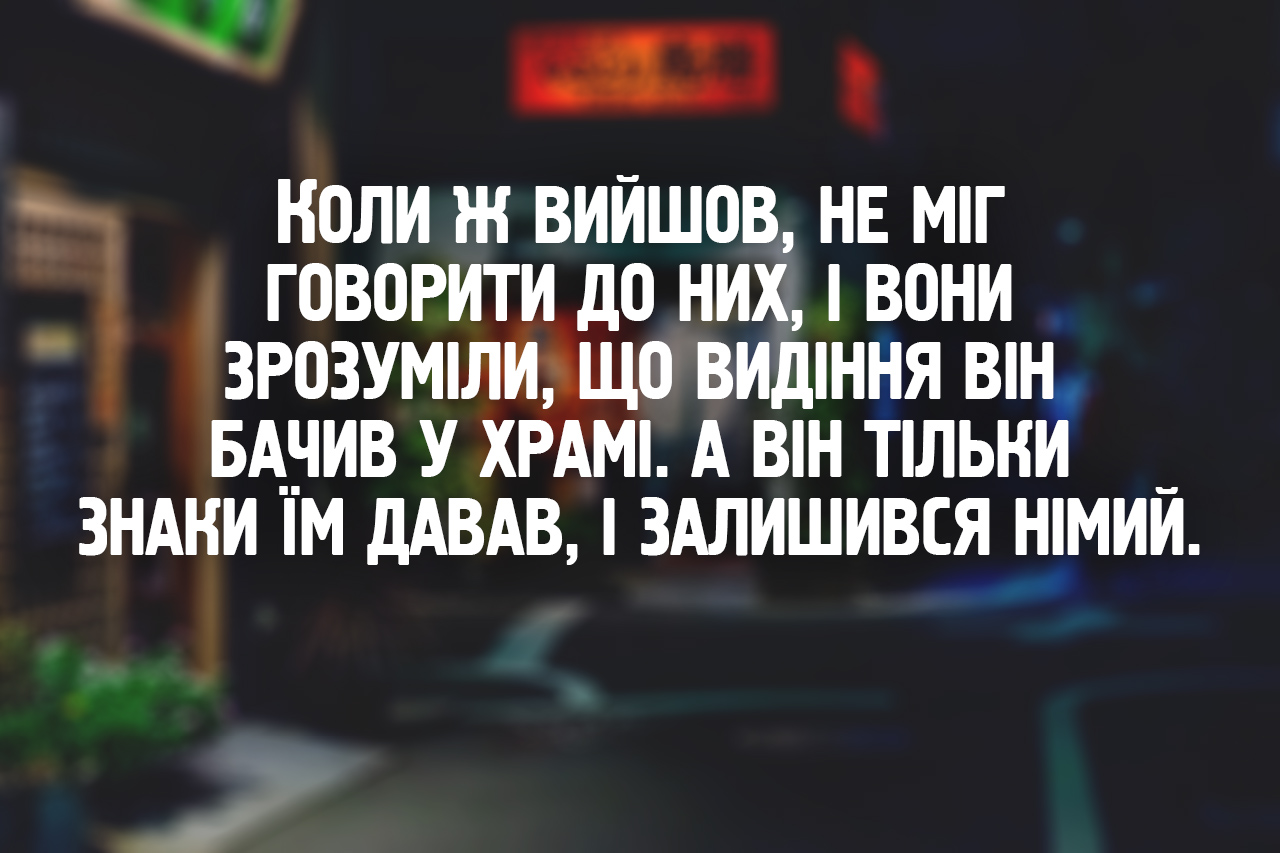 Коли ж вийшов, не міг
говорити до них, і вони
зрозуміли, що видіння він
бачив у храмі. А він тільки
знаки їм давав, і залишився німий.